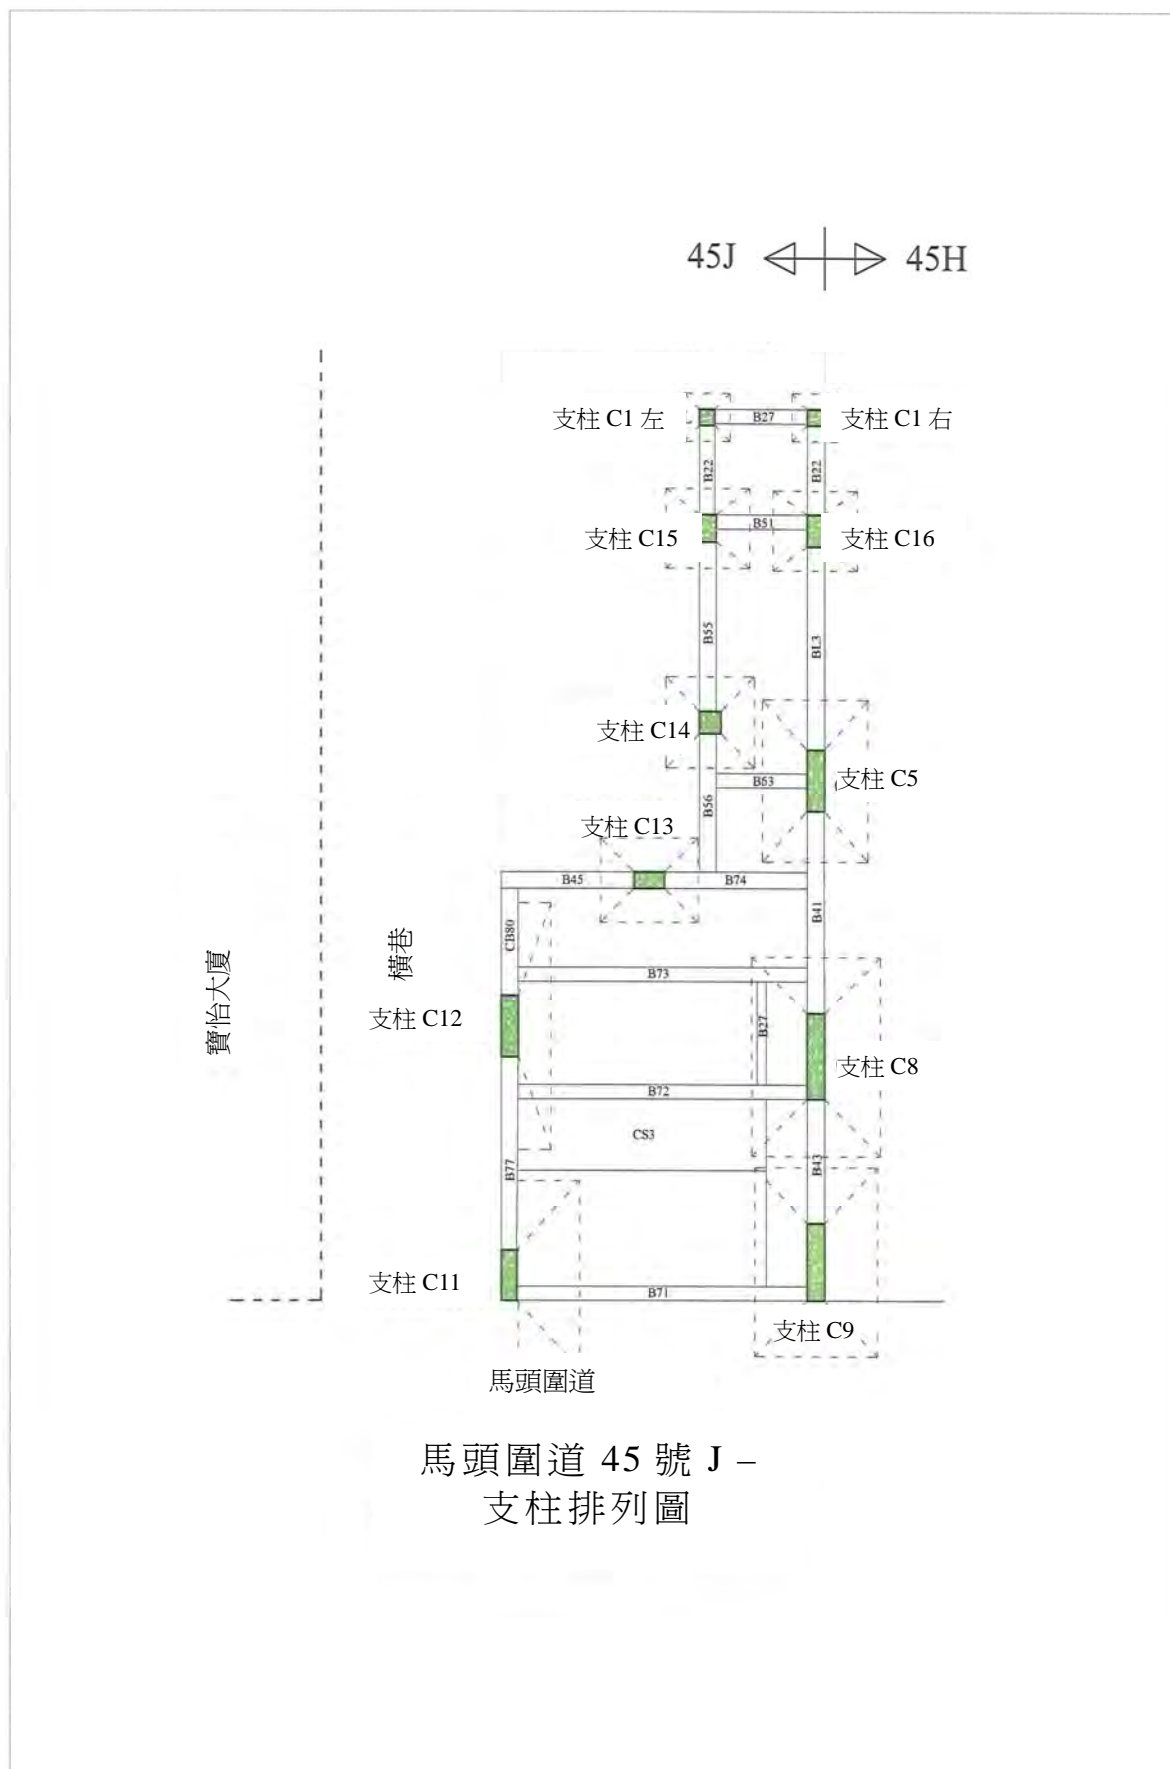 45J 45H
支柱 C1 左
B27
支柱 C1 右
B22
B22
支柱 C15
B51
支柱 C16
B55
BL3
支柱 C14
B63
支柱 C5
B56
支柱 C13
B45
B74
B41
CB80
橫巷
寶怡大廈
B73
支柱 C12
B27
支柱 C8
B72
CS3
B77
B43
支柱 C11
B71
支柱 C9
馬頭圍道
馬頭圍道 45 號 J –
支柱排列圖